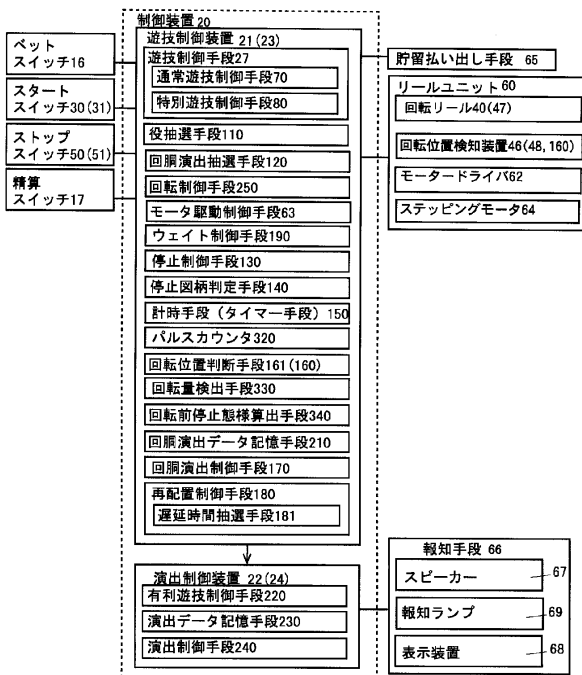 制御装置20
遊技制御装置 21(23)
遊技制御手段27
通常遊技制御手段70
特別遊技制御手段80
役抽選手段110
回胴演出抽選手段120
回転制御手段250
モータ駆動制御手段63
ウェイト制御手段190
停止制御手段130
停止図柄判定手段140
計時手段（タイマー手段）150
パルスカウンタ320
回転位置判断手段161(160)
回転量検出手段330
回転前停止態様算出手段340
回胴演出データ記憶手段210
回胴演出制御手段170
再配置制御手段180
遅延時間抽選手段181
演出制御装置 22(24)
有利遊技制御手段220
演出データ記憶手段230
演出制御手段240
ベット
スイッチ16
スタート
スイッチ30(31)
ストップ
スイッチ50(51)
精算
スイッチ17
貯留払い出し手段 65
リールユニット 60
回転リール40(47)
回転位置検知装置46(48,160)
モータードライバ62
ステッピングモータ64
報知手段 66
スピーカー 67
報知ランプ 69
表示装置 68